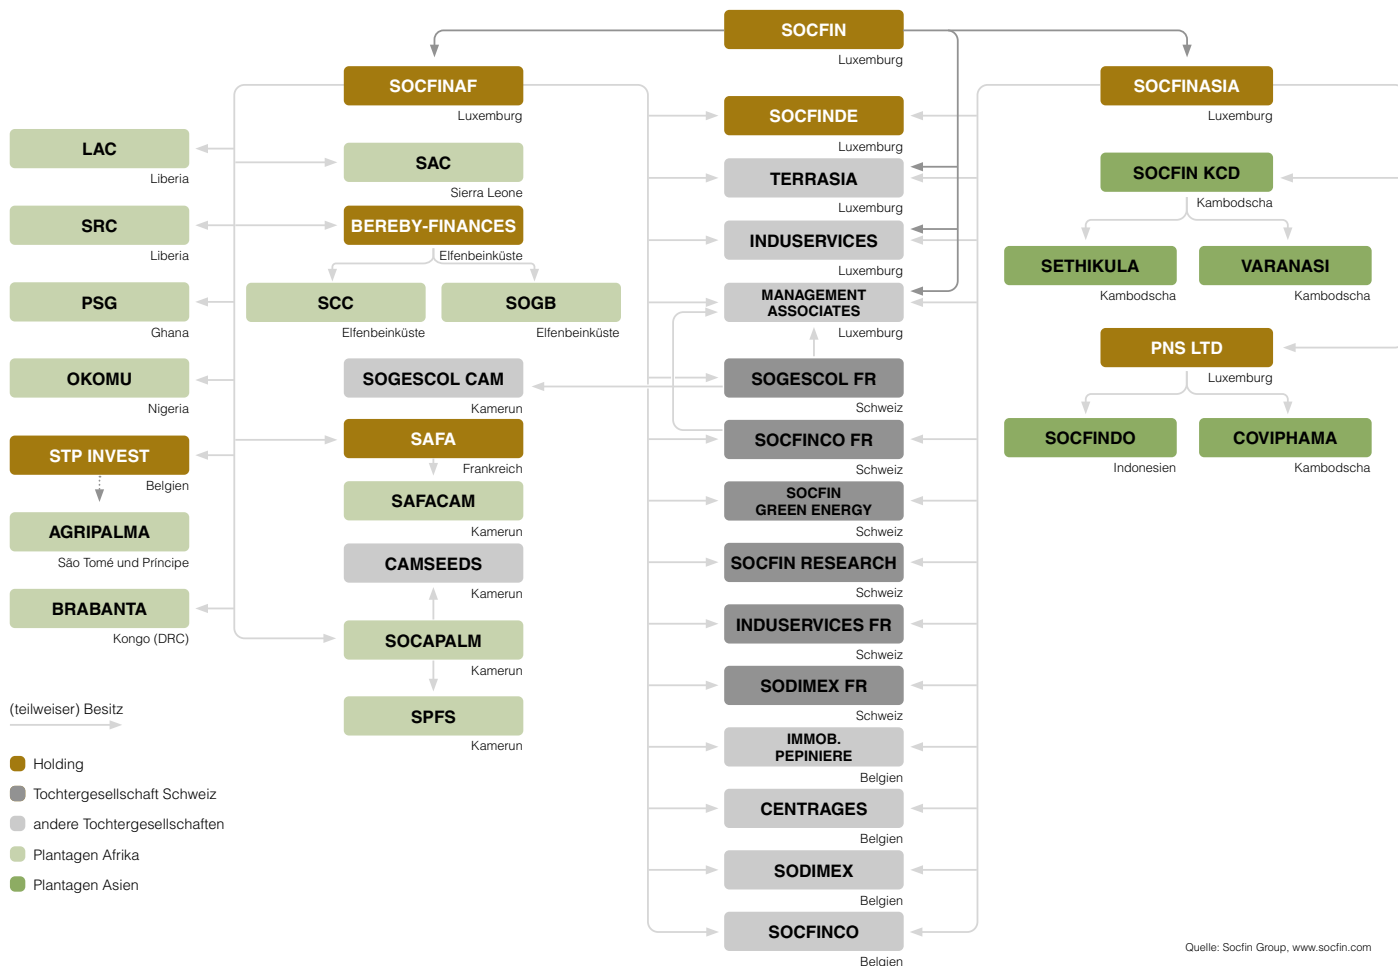 SOCFIN
Luxemburg
SOCFINAF
Luxemburg
SOCFINASIA
Luxemburg
LAC
Liberia
SRC
Liberia
PSG
Ghana
OKOMU
Nigeria
STP INVEST
Belgien
AGRIPALMA
São Tomé und Príncipe
BRABANTA
Kongo (DRC)
SAC
Sierra Leone
BEREBY-FINANCES
Elfenbeinküste
SCC
Elfenbeinküste
SOGB
Elfenbeinküste
SOGESCOL CAM
Kamerun
SAFA
Frankreich
SAFACAM
Kamerun
CAMSEEDS
Kamerun
SOCAPALM
Kamerun
SPFS
Kamerun
SOCFINDE
Luxemburg
TERRASIA
Luxemburg
INDUSERVICES
Luxemburg
MANAGEMENT
ASSOCIATES
Luxemburg
SOGESCOL FR
Schweiz
SOCFINCO FR
Schweiz
SOCFIN
GREEN ENERGY
Schweiz
SOCFIN RESEARCH
Schweiz
INDUSERVICES FR
Schweiz
SODIMEX FR
Schweiz
IMMOB.
PEPINIERE
Belgien
CENTRAGES
Belgien
SODIMEX
Belgien
SOCFINCO
Belgien
SOCFIN KCD
Kambodscha
SETHIKULA
Kambodscha
VARANASI
Kambodscha
PNS LTD
Luxemburg
SOCFINDO
Indonesien
COVIPHAMA
Kambodscha
(teilweiser) Besitz
Holding
Tochtergesellschaft Schweiz
andere Tochtergesellschaften
Plantagen Afrika
Plantagen Asien
Quelle: Socfin Group, www.socfin.com